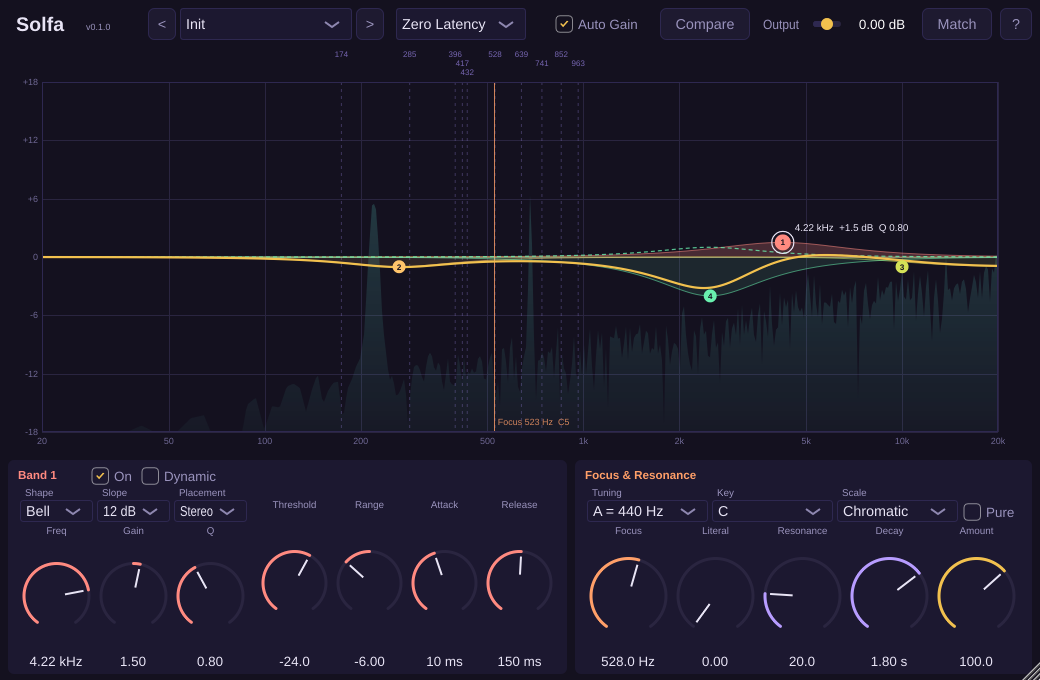 Solfa v0.1.0 < Init > Zero Latency Auto Gain Compare Output 0.00 dB Match ?
174 285 396 528 639 852
417 741 963
432
+18
+12
+6
4.22 kHz +1.5 dB Q 0.80
1
0
2 3
4
-6
-12
Focus 523 Hz C5
-18
20 50 100 200 500 1k 2k 5k 10k 20k
Band 1 On Dynamic
Shape Slope Placement
Threshold Range Attack Release
Bell 12 dB Stereo
Freq Gain Q
4.22 kHz 1.50 0.80 -24.0 -6.00 10 ms 150 ms
Focus & Resonance
Tuning Key Scale
A = 440 Hz C Chromatic Pure
Focus Literal Resonance Decay Amount
528.0 Hz 0.00 20.0 1.80 s 100.0